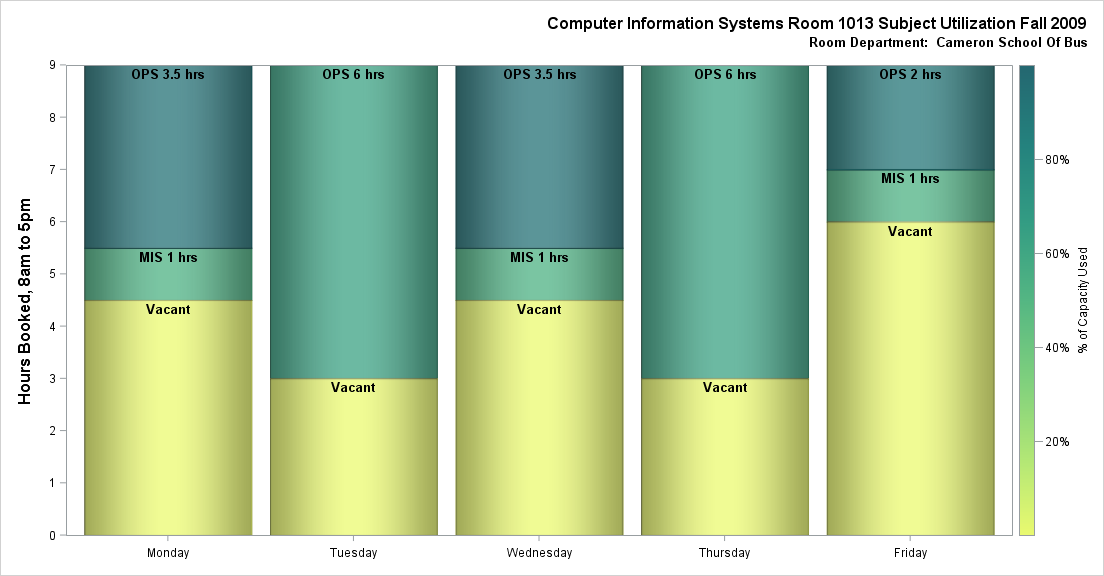 Computer Information Systems Room 1013 Subject Utilization Fall 2009
Room Department:  Cameron School Of Bus
Hours Booked, 8am to 5pm
9
8
7
6
5
4
3
2
1
0
OPS 3.5 hrs
MIS 1 hrs
Vacant
OPS 6 hrs
Vacant
OPS 3.5 hrs
MIS 1 hrs
Vacant
OPS 6 hrs
Vacant
OPS 2 hrs
MIS 1 hrs
Vacant
Monday
Tuesday
Wednesday
Thursday
Friday
80%
60%
40%
20%
% of Capacity Used